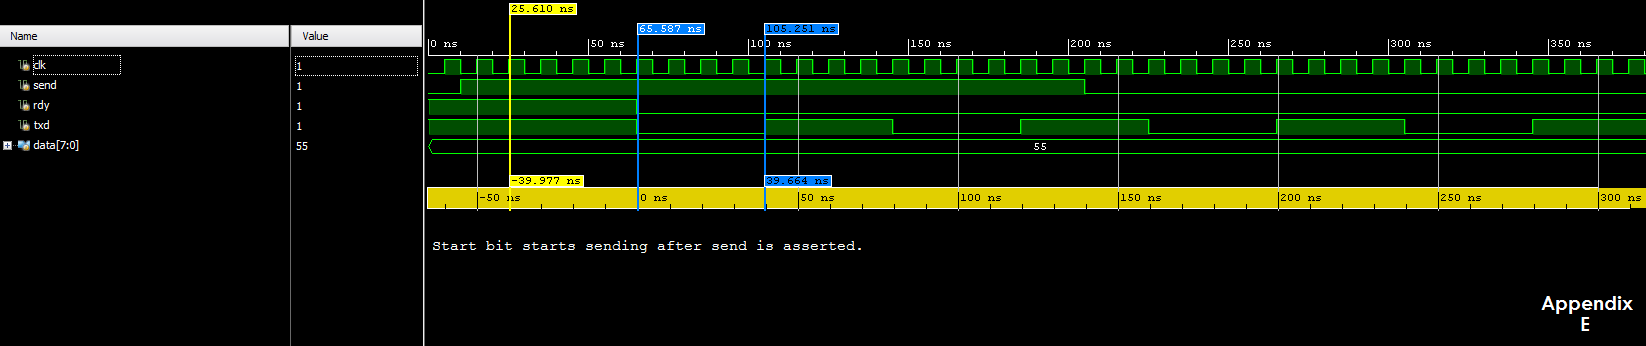 25.610 ns
65.587 ns 105.251 ns
Name Value 0 ns 50 ns 100 ns 150 ns 200 ns 250 ns 300 ns 350 ns
clk 1
send 1
rdy 1
txd 1
data[7:0] 55 55
-39.977 ns 39.664 ns
-50 ns 0 ns 50 ns 100 ns 150 ns 200 ns 250 ns 300 ns
Start bit starts sending after send is asserted.
Appendix
E